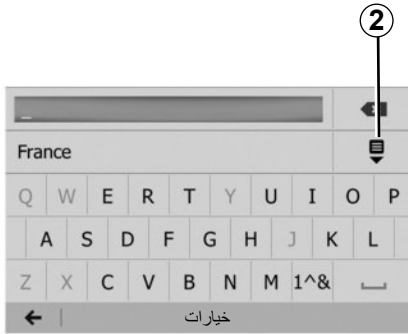 2
_
France
Q W E R T Y U I O P
A S D F G H J K L
Z X C V B N M 1^&
خيارات